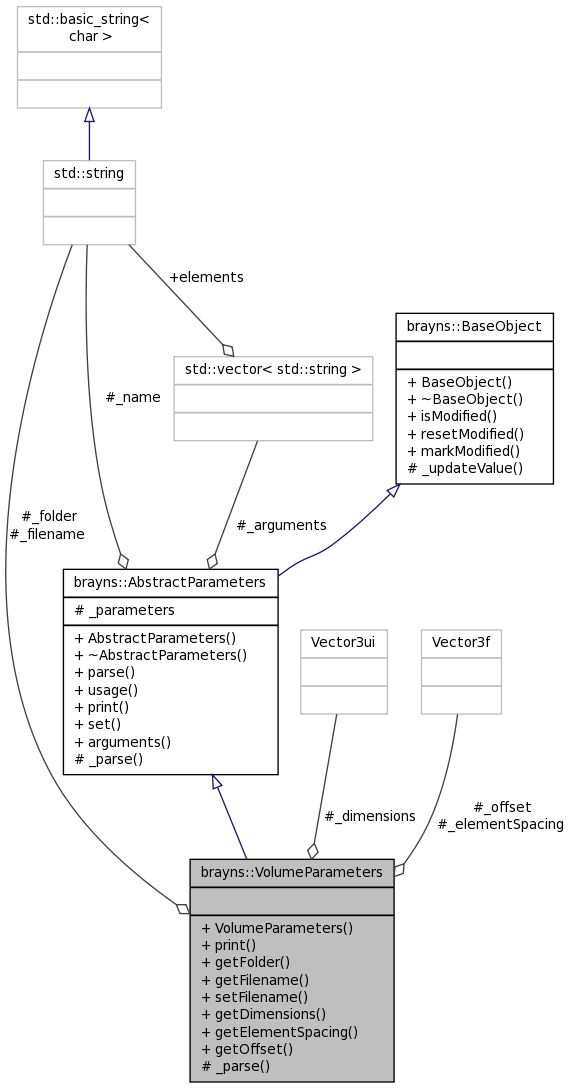 std::basic_string<
char >
std::string
+elements
brayns::BaseObject
+ BaseObject()
+ ~BaseObject()
+ isModified()
+ resetModified()
+ markModified()
# _updateValue()
std::vector< std::string >
#_name
#_folder
#_filename
#_arguments
brayns::AbstractParameters
# _parameters
+ AbstractParameters()
+ ~AbstractParameters()
+ parse()
+ usage()
+ print()
+ set()
+ arguments()
# _parse()
Vector3ui
Vector3f
#_dimensions
#_offset
#_elementSpacing
brayns::VolumeParameters
+ VolumeParameters()
+ print()
+ getFolder()
+ getFilename()
+ setFilename()
+ getDimensions()
+ getElementSpacing()
+ getOffset()
# _parse()